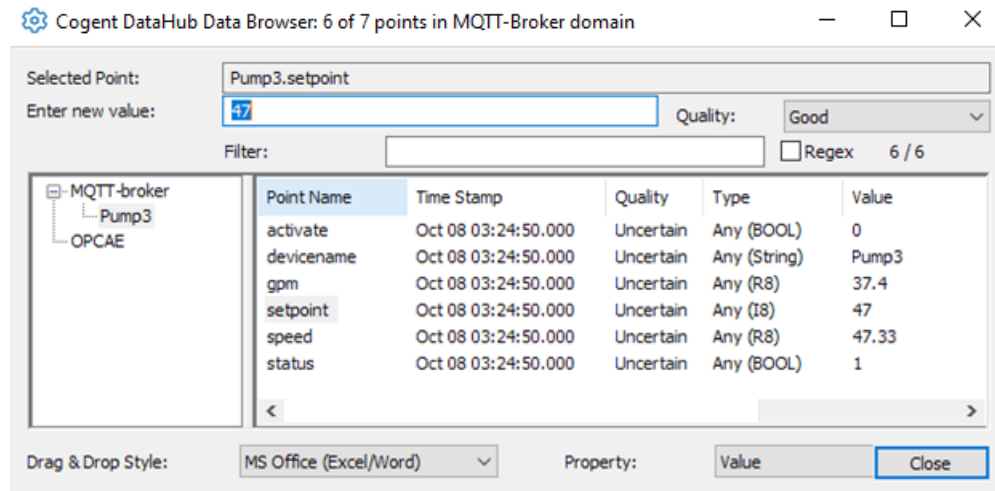 Cogent DataHub Data Browser: 6 of 7 points in MQTT-Broker domain
Selected Point: Pump3.setpoint
Enter new value: 47 Quality: Good
Filter: Regex 6 / 6
MQTT-broker
Pump3
OPCAE
Point Name Time Stamp Quality Type Value
activate Oct 08 03:24:50.000 Uncertain Any (BOOL) 0
devicename Oct 08 03:24:50.000 Uncertain Any (String) Pump3
gpm Oct 08 03:24:50.000 Uncertain Any (R8) 37.4
setpoint Oct 08 03:24:50.000 Uncertain Any (I8) 47
speed Oct 08 03:24:50.000 Uncertain Any (R8) 47.33
status Oct 08 03:24:50.000 Uncertain Any (BOOL) 1
Drag & Drop Style: MS Office (Excel/Word) Property: Value Close